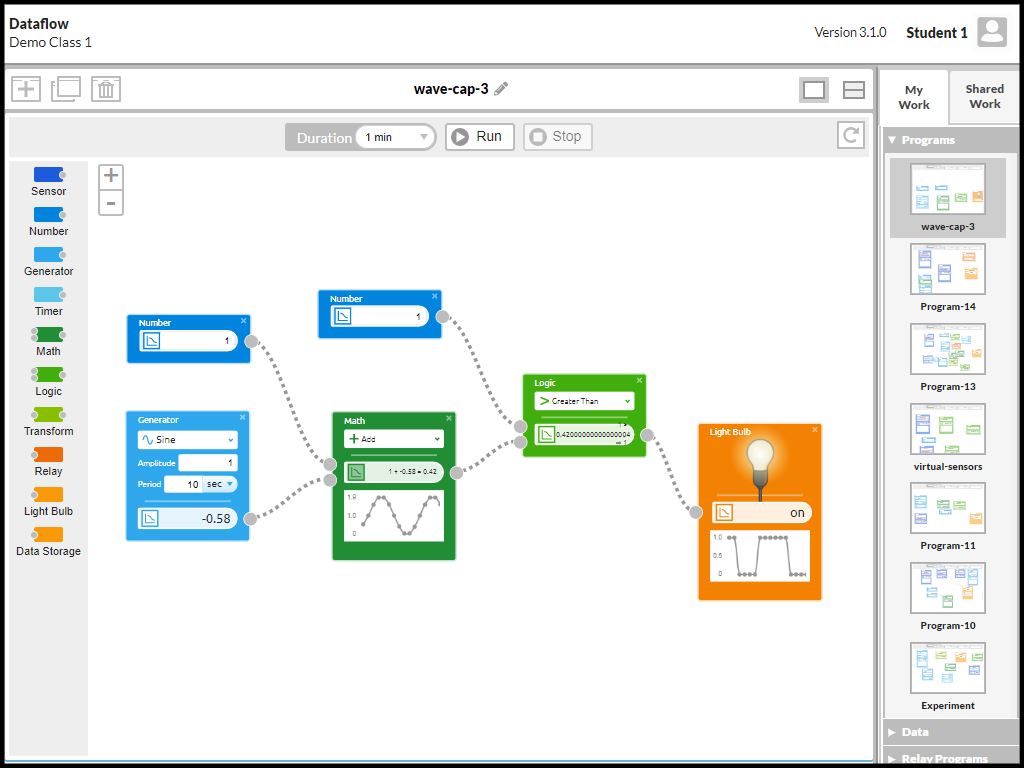 Dataflow
Demo Class 1
Version 3.1.0
Student 1
wave-cap-3
My Work
Shared Work
Duration
1 min
Run
Stop
Programs
Sensor
Number
Generator
Timer
Math
Logic
Transform
Relay
Light Bulb
Data Storage
+
-
Number
1
Number
1
Generator
Sine
Amplitude
1
Period
10
sec
-0.58
Math
Add
1 + -0.58 = 0.42
1.9
1.0
0.0
Logic
> Greater Than
1 >
0.42000000000000004
= 1
Light Bulb
on
1.0
0.5
0
wave-cap-3
Program-14
Program-13
virtual-sensors
Program-11
Program-10
Experiment
Data
Relay Programs